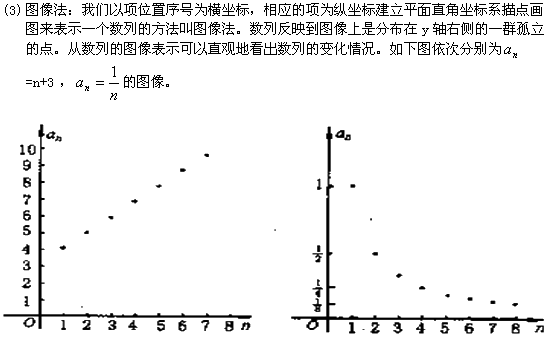 (3) 图像法：我们以项位置序号为横坐标，相应的项为纵坐标建立平面直角坐标系描点画
图来表示一个数列的方法叫图像法。数列反映到图像上是分布在 y 轴右侧的一群孤立
的点。从数列的图像表示可以直观地看出数列的变化情况。如下图依次分别为 aₙ
=n+3， aₙ = 1/n 的图像。
aₙ
10
9
8
7
6
5
4
3
2
1
O 1 2 3 4 5 6 7 8 n
aₙ
1
1/2
1/4
1/8
O 1 2 3 4 5 6 7 8 n